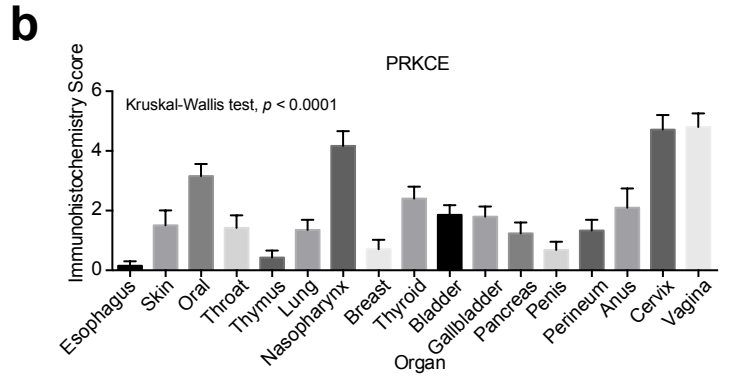 b
PRKCE
Immunohistochemistry Score
Kruskal-Wallis test, p < 0.0001
6
4
2
0
Esophagus
Skin
Oral
Throat
Thymus
Lung
Nasopharynx
Breast
Thyroid
Bladder
Gallbladder
Pancreas
Penis
Perineum
Anus
Cervix
Vagina
Organ